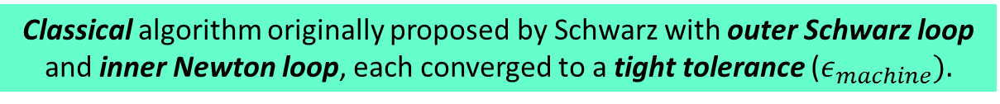 Classical algorithm originally proposed by Schwarz with outer Schwarz loop
and inner Newton loop, each converged to a tight tolerance (ϵ_machine).